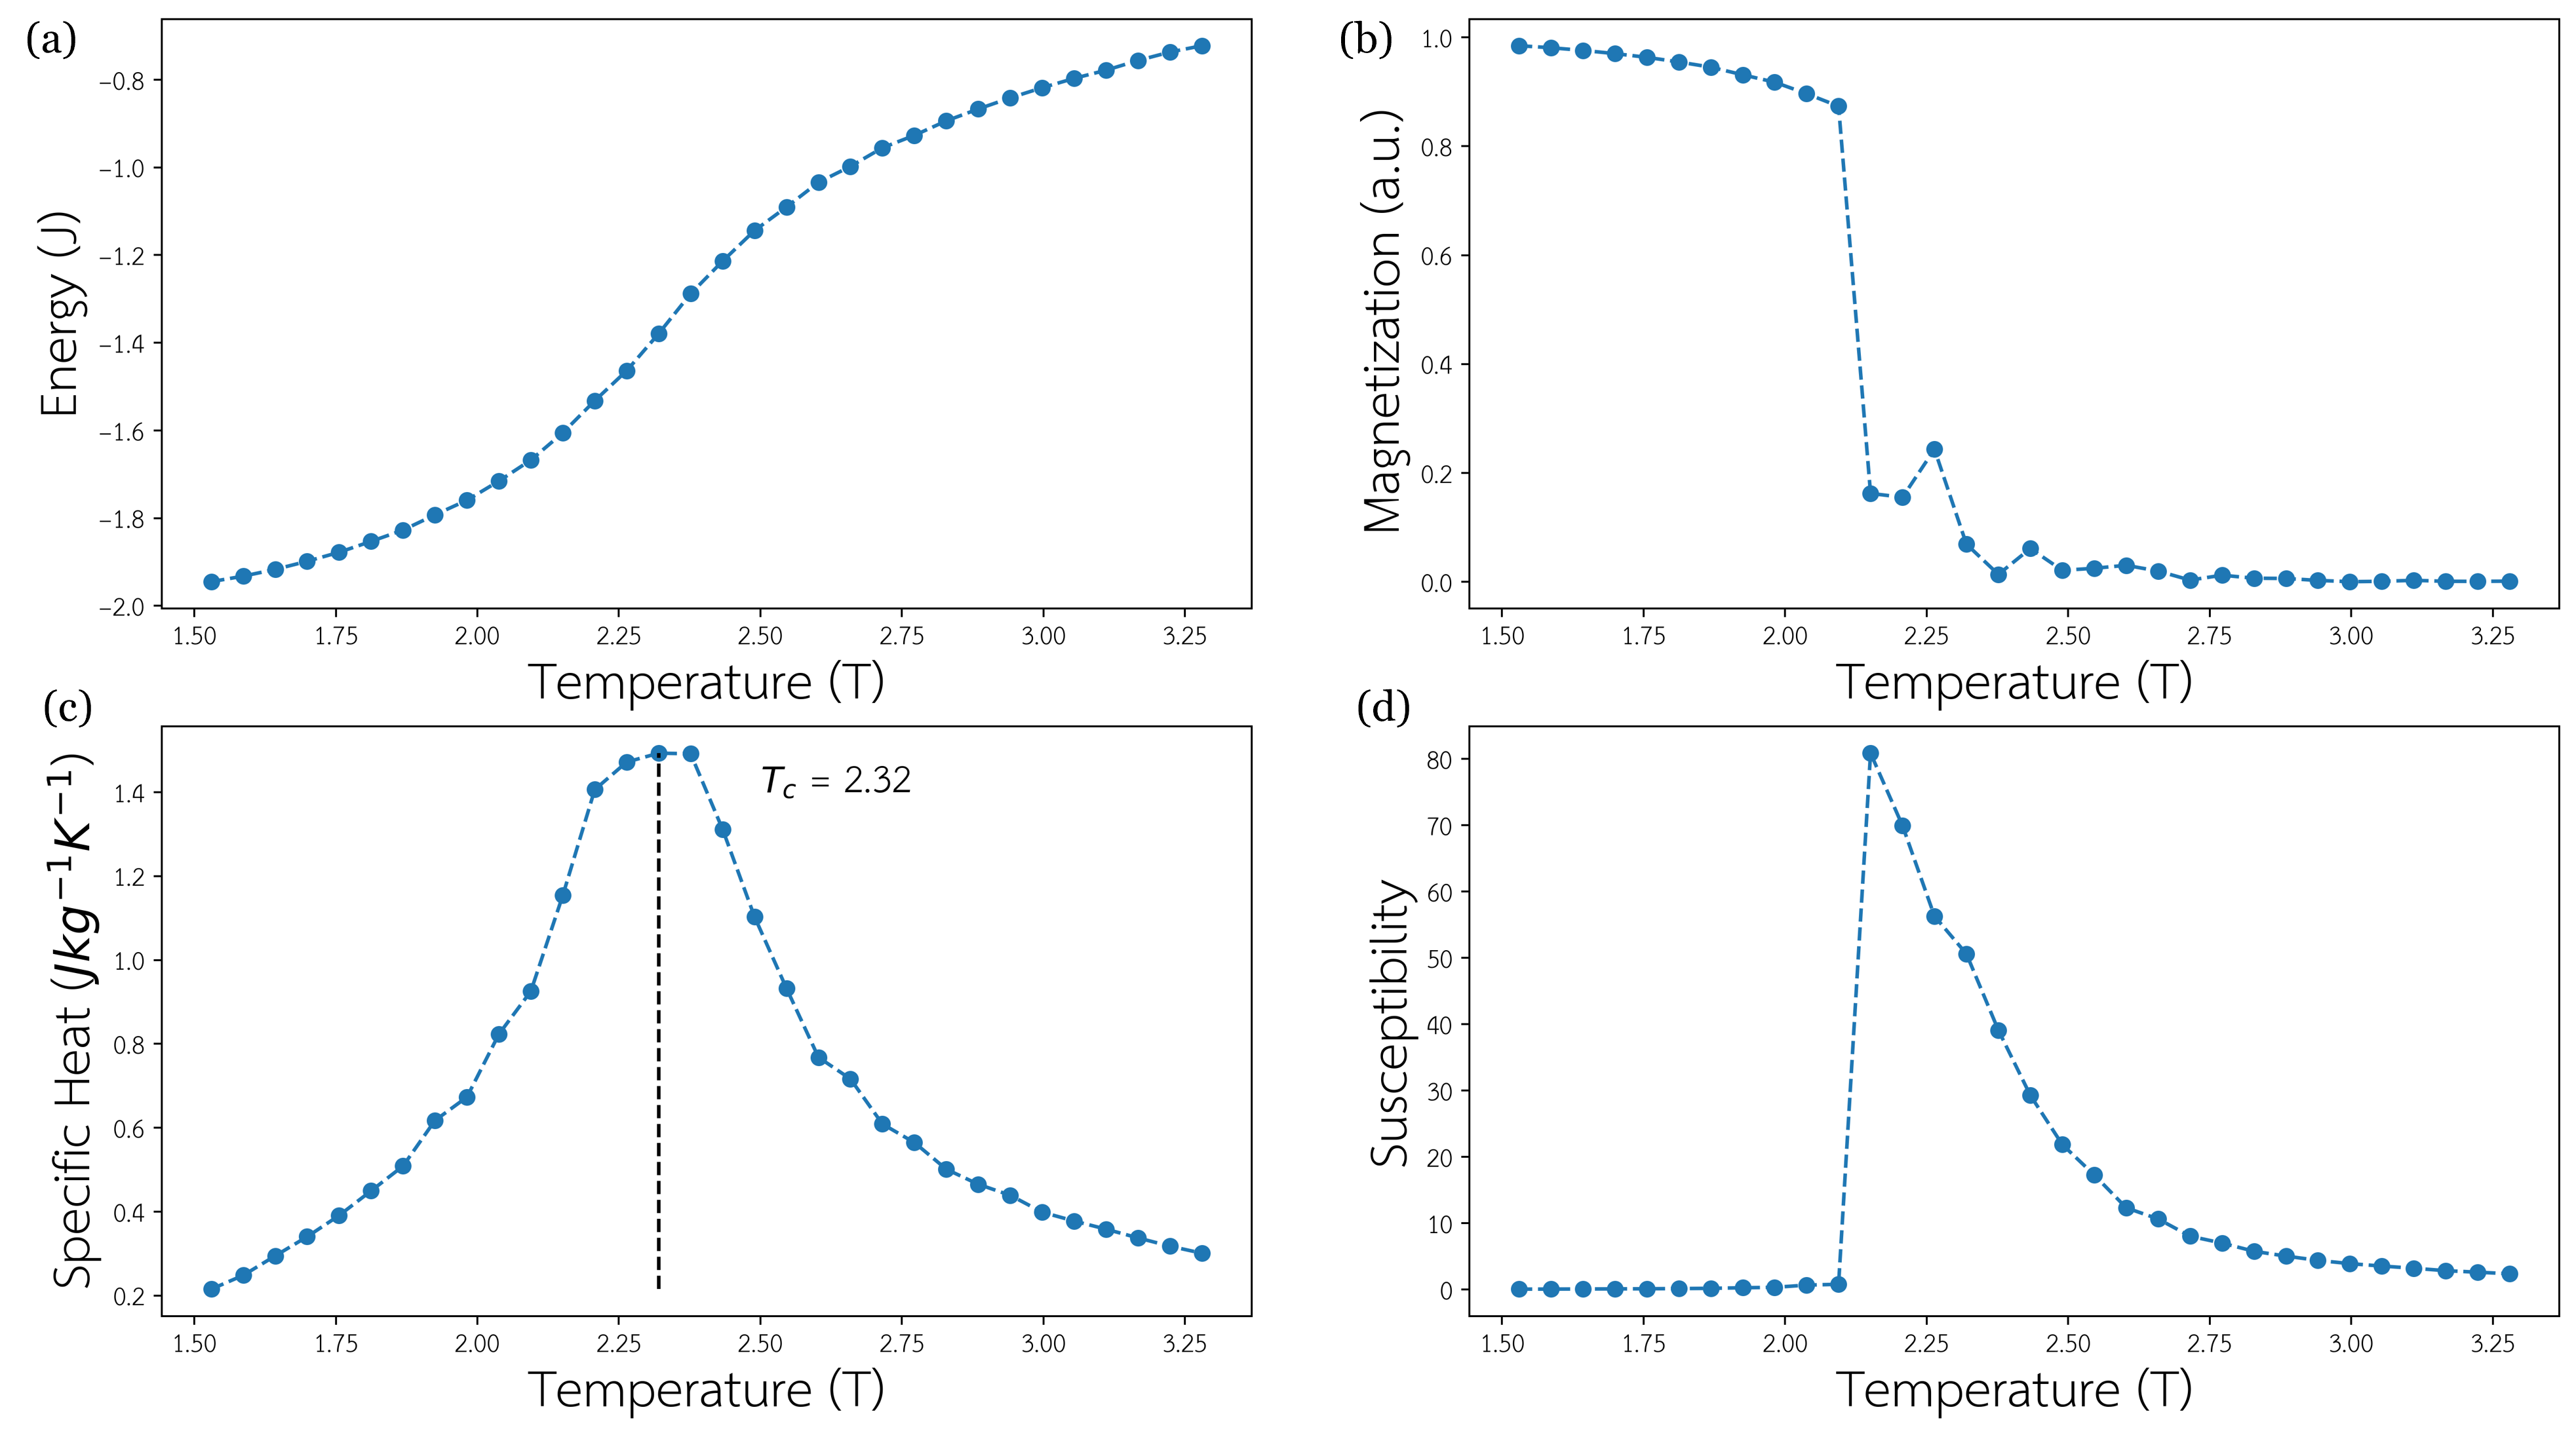 (a)
Energy (J)
−0.8
−1.0
−1.2
−1.4
−1.6
−1.8
−2.0
1.50 1.75 2.00 2.25 2.50 2.75 3.00 3.25
Temperature (T)
(b)
Magnetization (a.u.)
1.0
0.8
0.6
0.4
0.2
0.0
1.50 1.75 2.00 2.25 2.50 2.75 3.00 3.25
Temperature (T)
(c)
Specific Heat (Jkg⁻¹K⁻¹)
1.4
1.2
1.0
0.8
0.6
0.4
0.2
T_c = 2.32
1.50 1.75 2.00 2.25 2.50 2.75 3.00 3.25
Temperature (T)
(d)
Susceptibility
80
70
60
50
40
30
20
10
0
1.50 1.75 2.00 2.25 2.50 2.75 3.00 3.25
Temperature (T)